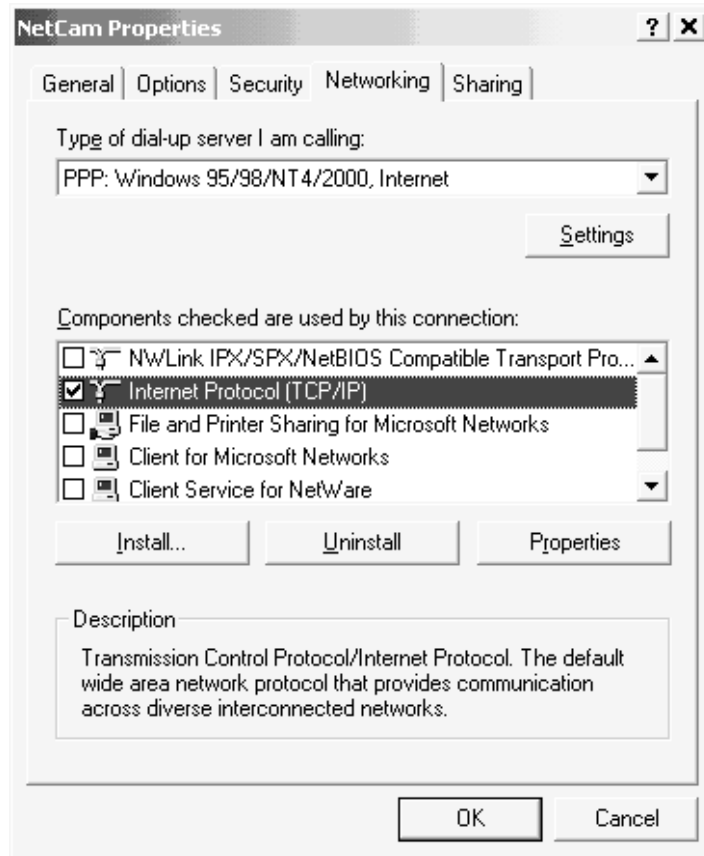 NetCam Properties ? X
General Options Security Networking Sharing
Type of dial-up server I am calling:
PPP: Windows 95/98/NT4/2000, Internet
Settings
Components checked are used by this connection:
NWLink IPX/SPX/NetBIOS Compatible Transport Pro...
Internet Protocol (TCP/IP)
File and Printer Sharing for Microsoft Networks
Client for Microsoft Networks
Client Service for NetWare
Install... Uninstall Properties
Description
Transmission Control Protocol/Internet Protocol. The default
wide area network protocol that provides communication
across diverse interconnected networks.
OK Cancel